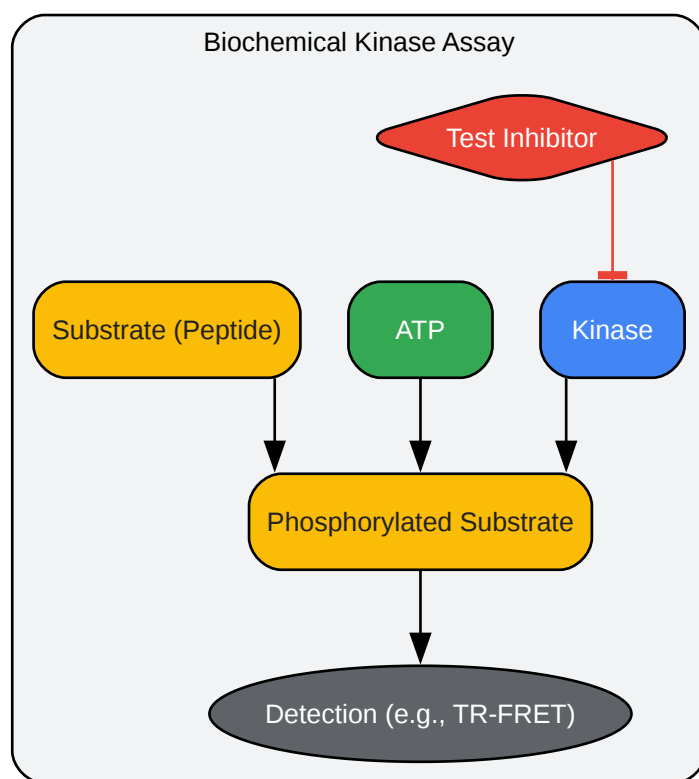 Biochemical Kinase Assay
Test Inhibitor
Substrate (Peptide)
ATP
Kinase
Phosphorylated Substrate
Detection (e.g., TR-FRET)